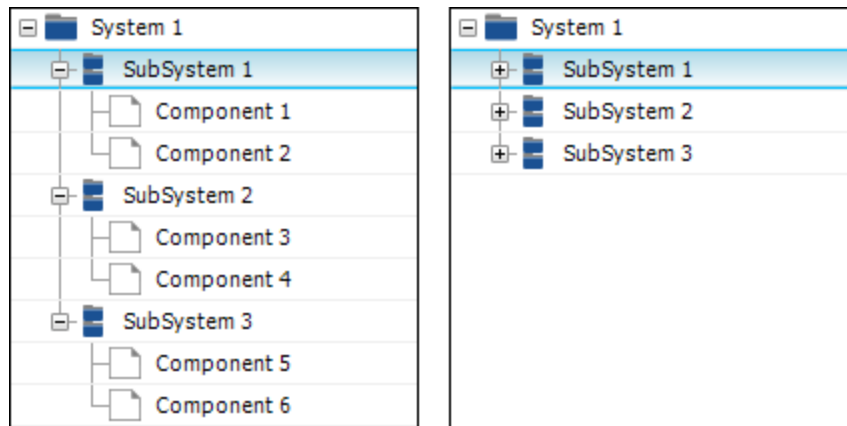 System 1
SubSystem 1
Component 1
Component 2
SubSystem 2
Component 3
Component 4
SubSystem 3
Component 5
Component 6
System 1
SubSystem 1
SubSystem 2
SubSystem 3